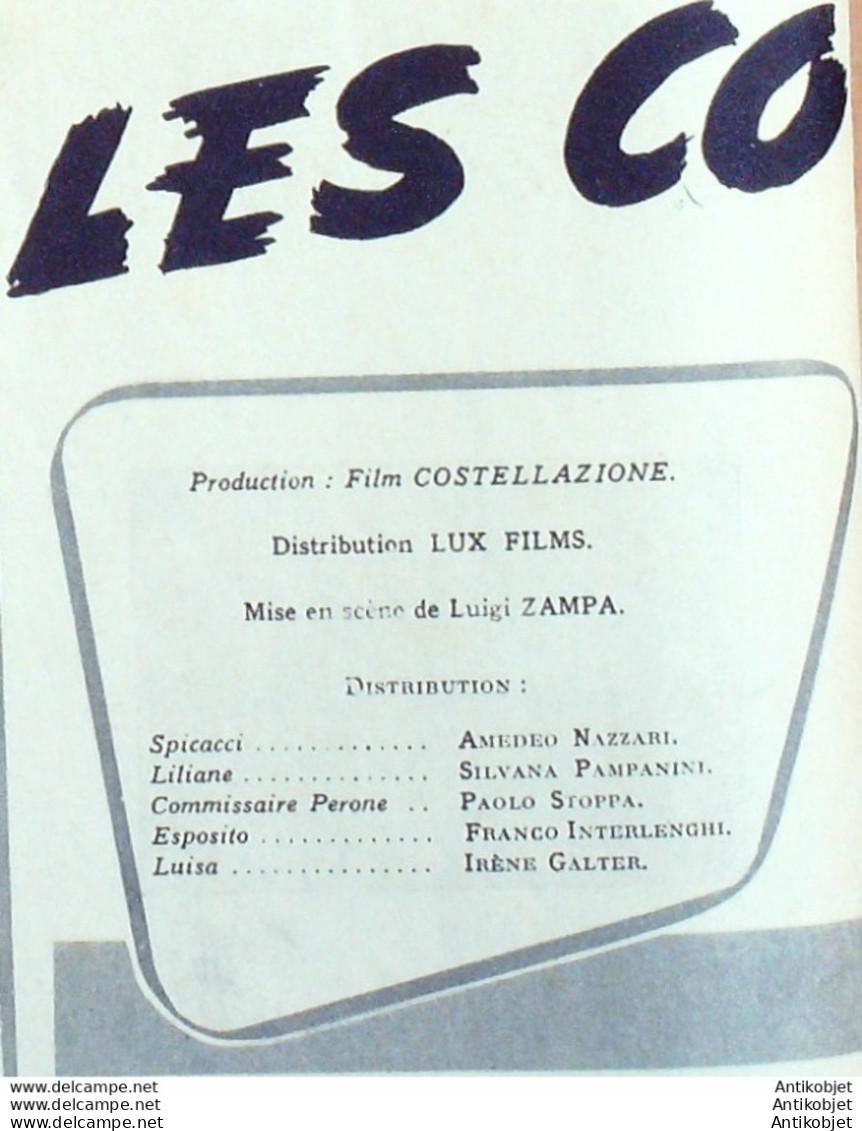 LES CO
Production : Film COSTELLAZIONE.
Distribution LUX FILMS.
Mise en scène de Luigi ZAMPA.
DISTRIBUTION :
Spicacci ............. AMEDEO NAZZARI.
Liliane .............. SILVANA PAMPANINI.
Commissaire Perone .. PAOLO STOPPA.
Esposito ............. FRANCO INTERLENGHI.
Luisa ............... IRÈNE GALTER.
www.delcampe.net Antikobjet
www.delcampe.net Antikobjet
www.delcampe.net Antikobjet